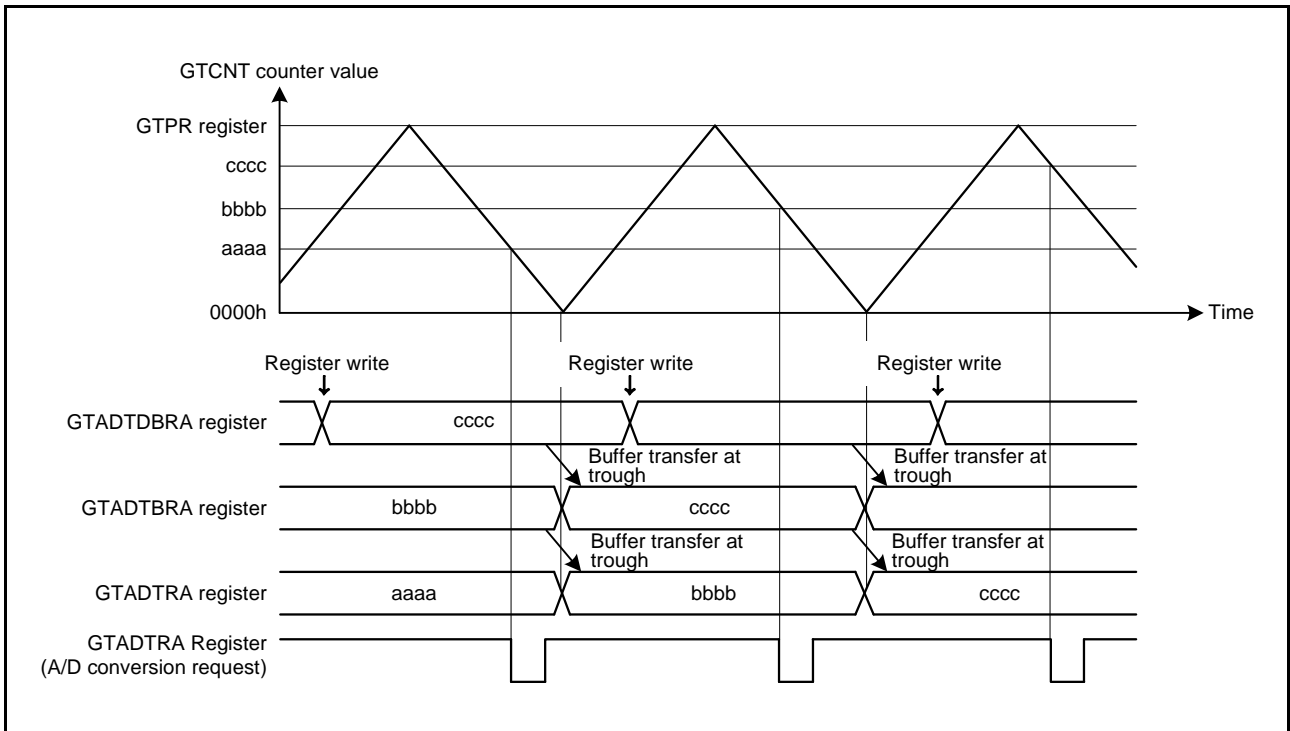 GTCNT counter value
GTPR register
cccc
bbbb
aaaa
0000h
Time
Register write
Register write
Register write
GTADTDBRA register
cccc
Buffer transfer at
trough
Buffer transfer at
trough
GTADTBRA register
bbbb
cccc
Buffer transfer at
trough
Buffer transfer at
trough
GTADTRA register
aaaa
bbbb
cccc
GTADTRA Register
(A/D conversion request)